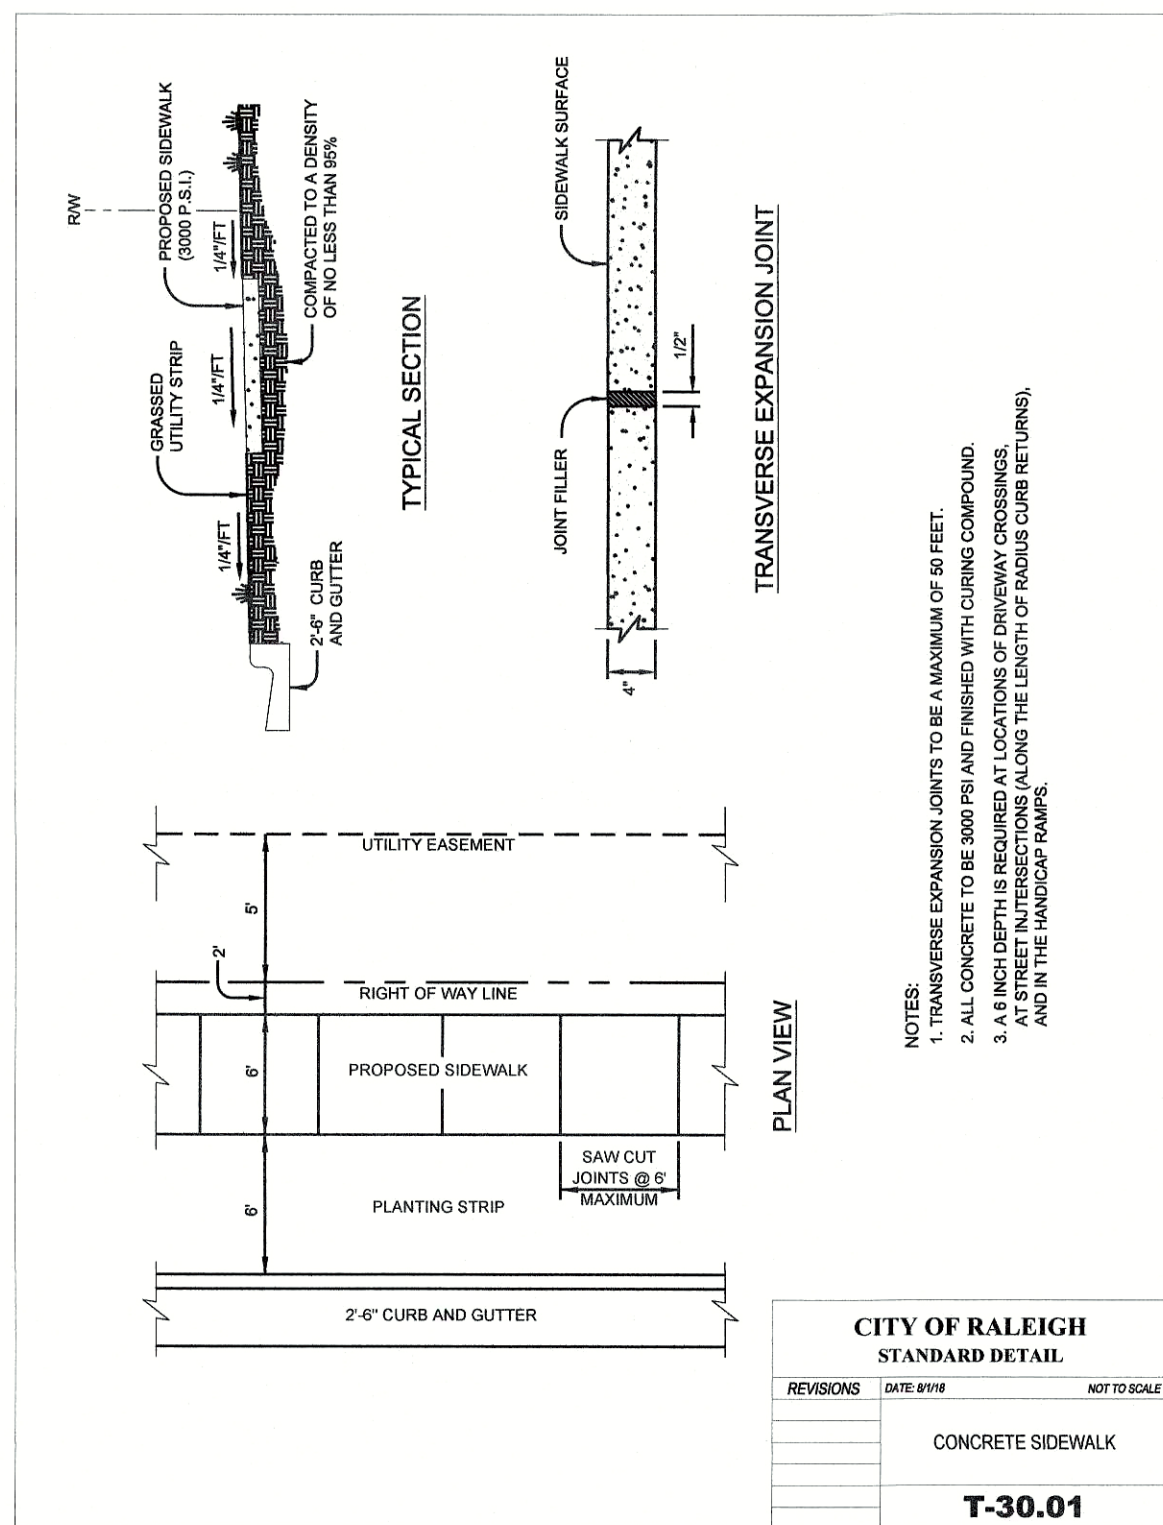 R/W
PROPOSED SIDEWALK
(3000 P.S.I.)
1/4"/FT
GRASSED
UTILITY STRIP
1/4"/FT
1/4"/FT
COMPACTED TO A DENSITY
OF NO LESS THAN 95%
2'-6" CURB
AND GUTTER
TYPICAL SECTION
SIDEWALK SURFACE
JOINT FILLER
1/2"
4"
TRANSVERSE EXPANSION JOINT
UTILITY EASEMENT
5'
2'
RIGHT OF WAY LINE
6'
PROPOSED SIDEWALK
SAW CUT
JOINTS @ 6'
MAXIMUM
6'
PLANTING STRIP
2'-6" CURB AND GUTTER
PLAN VIEW
NOTES:
1. TRANSVERSE EXPANSION JOINTS TO BE A MAXIMUM OF 50 FEET.
2. ALL CONCRETE TO BE 3000 PSI AND FINISHED WITH CURING COMPOUND.
3. A 6 INCH DEPTH IS REQUIRED AT LOCATIONS OF DRIVEWAY CROSSINGS,
AT STREET INJTERSECTIONS (ALONG THE LENGTH OF RADIUS CURB RETURNS),
AND IN THE HANDICAP RAMPS.
CITY OF RALEIGH
STANDARD DETAIL
REVISIONS
DATE: 8/1/18
NOT TO SCALE
CONCRETE SIDEWALK
T-30.01